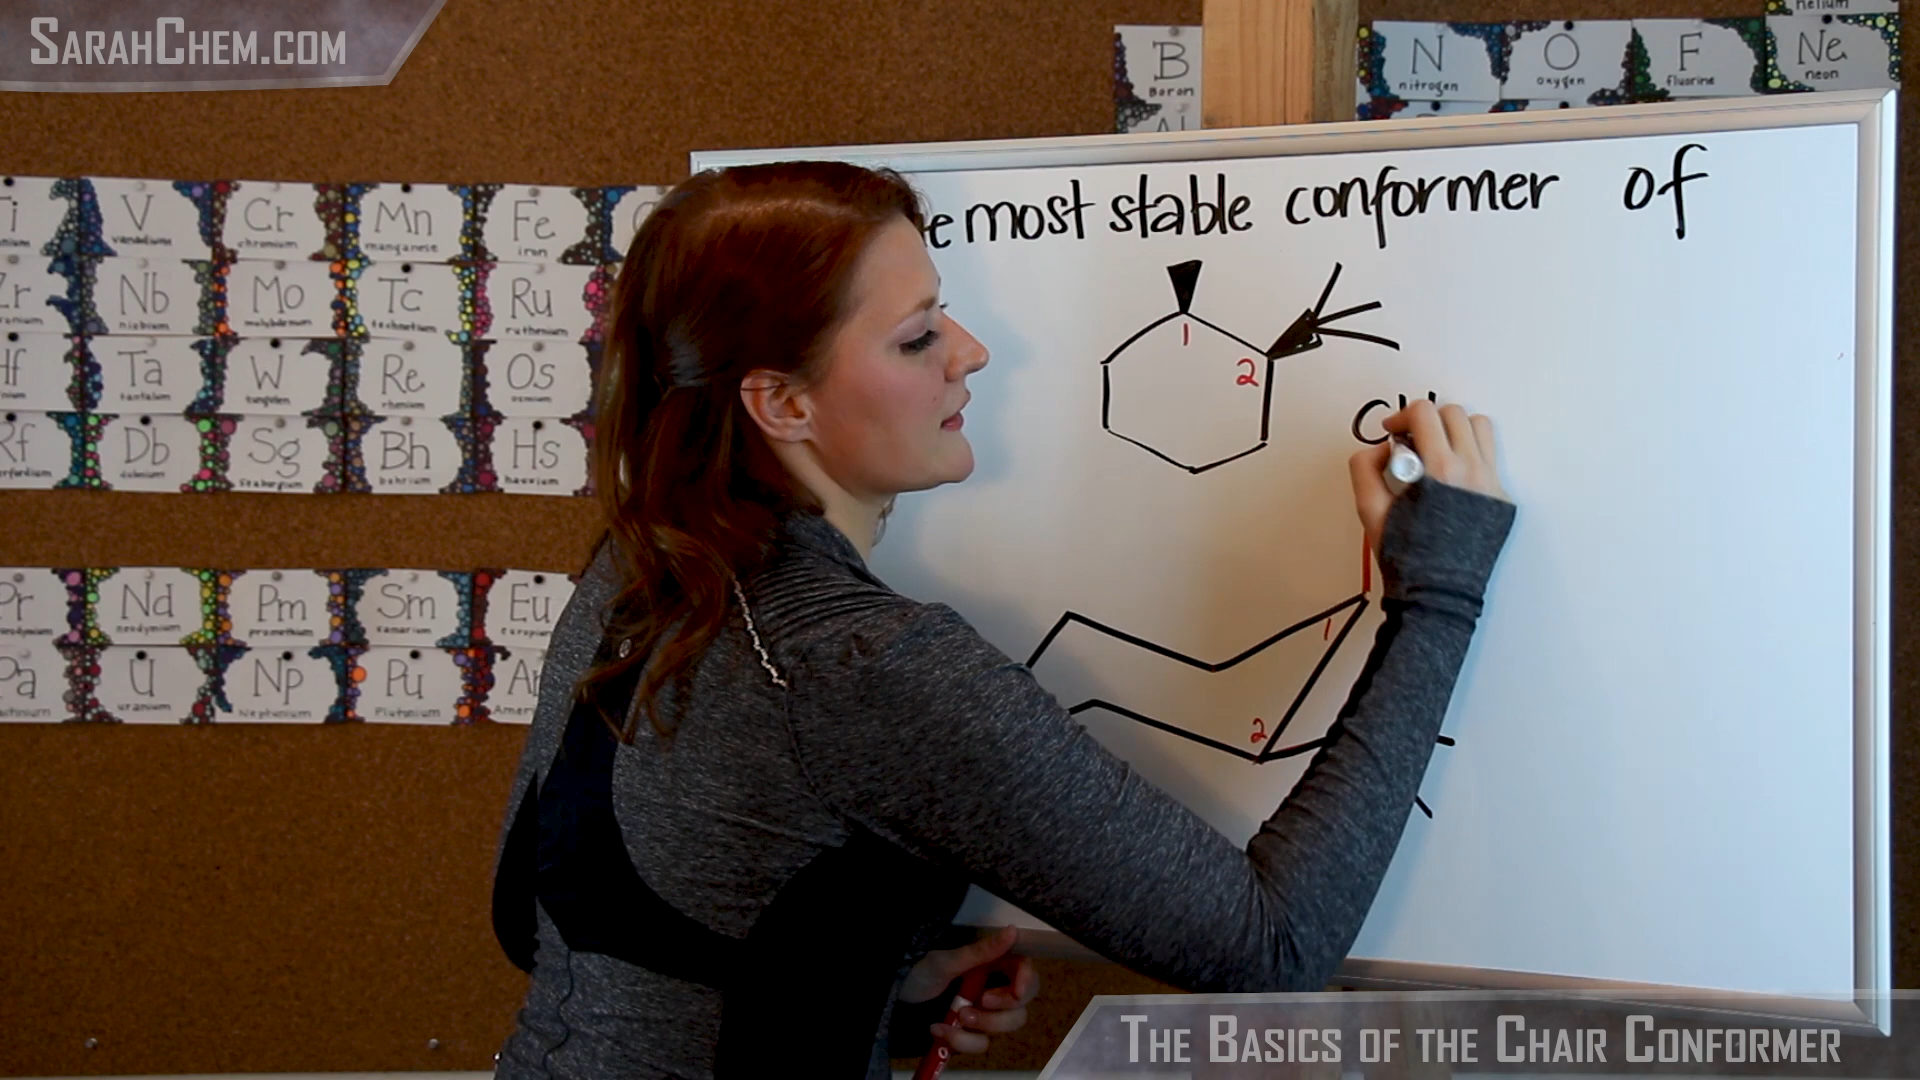 SARAHCHEM.COM
helium
B
Boron
N
nitrogen
O
oxygen
F
fluorine
Ne
neon
Al
e most stable conformer of
V
vanadium
Cr
chromium
Mn
manganese
Fe
iron
Nb
niobium
Mo
molybdenum
Tc
technetium
Ru
ruthenium
Ta
tantalum
W
tungsten
Re
rhenium
Os
osmium
Db
dubnium
Sg
Seaborgium
Bh
bohrium
Hs
hassium
Nd
neodymium
Pm
promethium
Sm
samarium
Eu
U
uranium
Np
Neptunium
Pu
Plutonium
1
2
CH
1
2
THE BASICS OF THE CHAIR CONFORMER